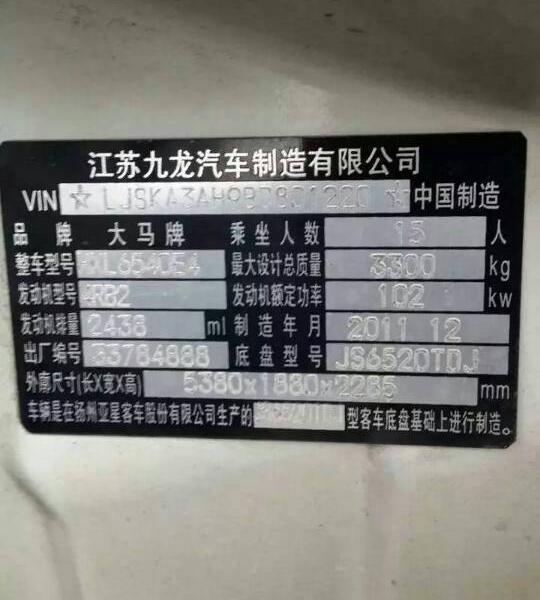 江苏九龙汽车制造有限公司
VIN ☆ LJSKA3AH9BD801220 ☆ 中国制造
品牌 大马牌 乘坐人数 15 人
整车型号 HKL6540E4 最大设计总质量 3300 kg
发动机型号 4RB2 发动机额定功率 102 kw
发动机排量 2438 ml 制造年月 2011 12
出厂编号 33784888 底盘型号 JS6520TDJ
外廓尺寸(长X宽X高) 5380x1880x2285 mm
车辆是在扬州亚星客车股份有限公司生产的 型客车底盘基础上进行制造。